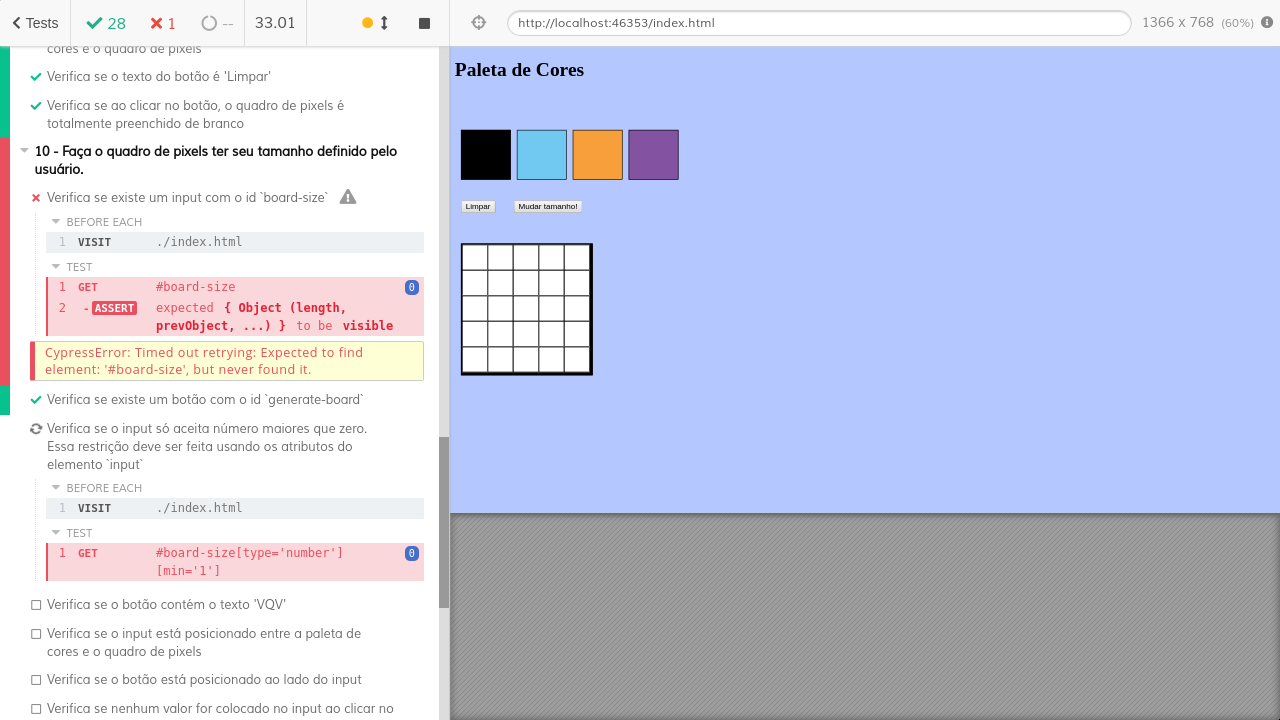 Tests
28
1
--
33.01
http://localhost:46353/index.html
1366 x 768 (60%)
cores e o quadro de pixels
Verifica se o texto do botão é 'Limpar'
Verifica se ao clicar no botão, o quadro de pixels é
totalmente preenchido de branco
10 - Faça o quadro de pixels ter seu tamanho definido pelo
usuário.
Verifica se existe um input com o id `board-size`
BEFORE EACH
1 VISIT ./index.html
TEST
1 GET #board-size 0
2 -ASSERT expected { Object (length,
prevObject, ...) } to be visible
CypressError: Timed out retrying: Expected to find
element: '#board-size', but never found it.
Verifica se existe um botão com o id `generate-board`
Verifica se o input só aceita número maiores que zero.
Essa restrição deve ser feita usando os atributos do
elemento `input`
BEFORE EACH
1 VISIT ./index.html
TEST
1 GET #board-size[type='number'] 0
[min='1']
Verifica se o botão contém o texto 'VQV'
Verifica se o input está posicionado entre a paleta de
cores e o quadro de pixels
Verifica se o botão está posicionado ao lado do input
Verifica se nenhum valor for colocado no input ao clicar no
Paleta de Cores
Limpar
Mudar tamanho!